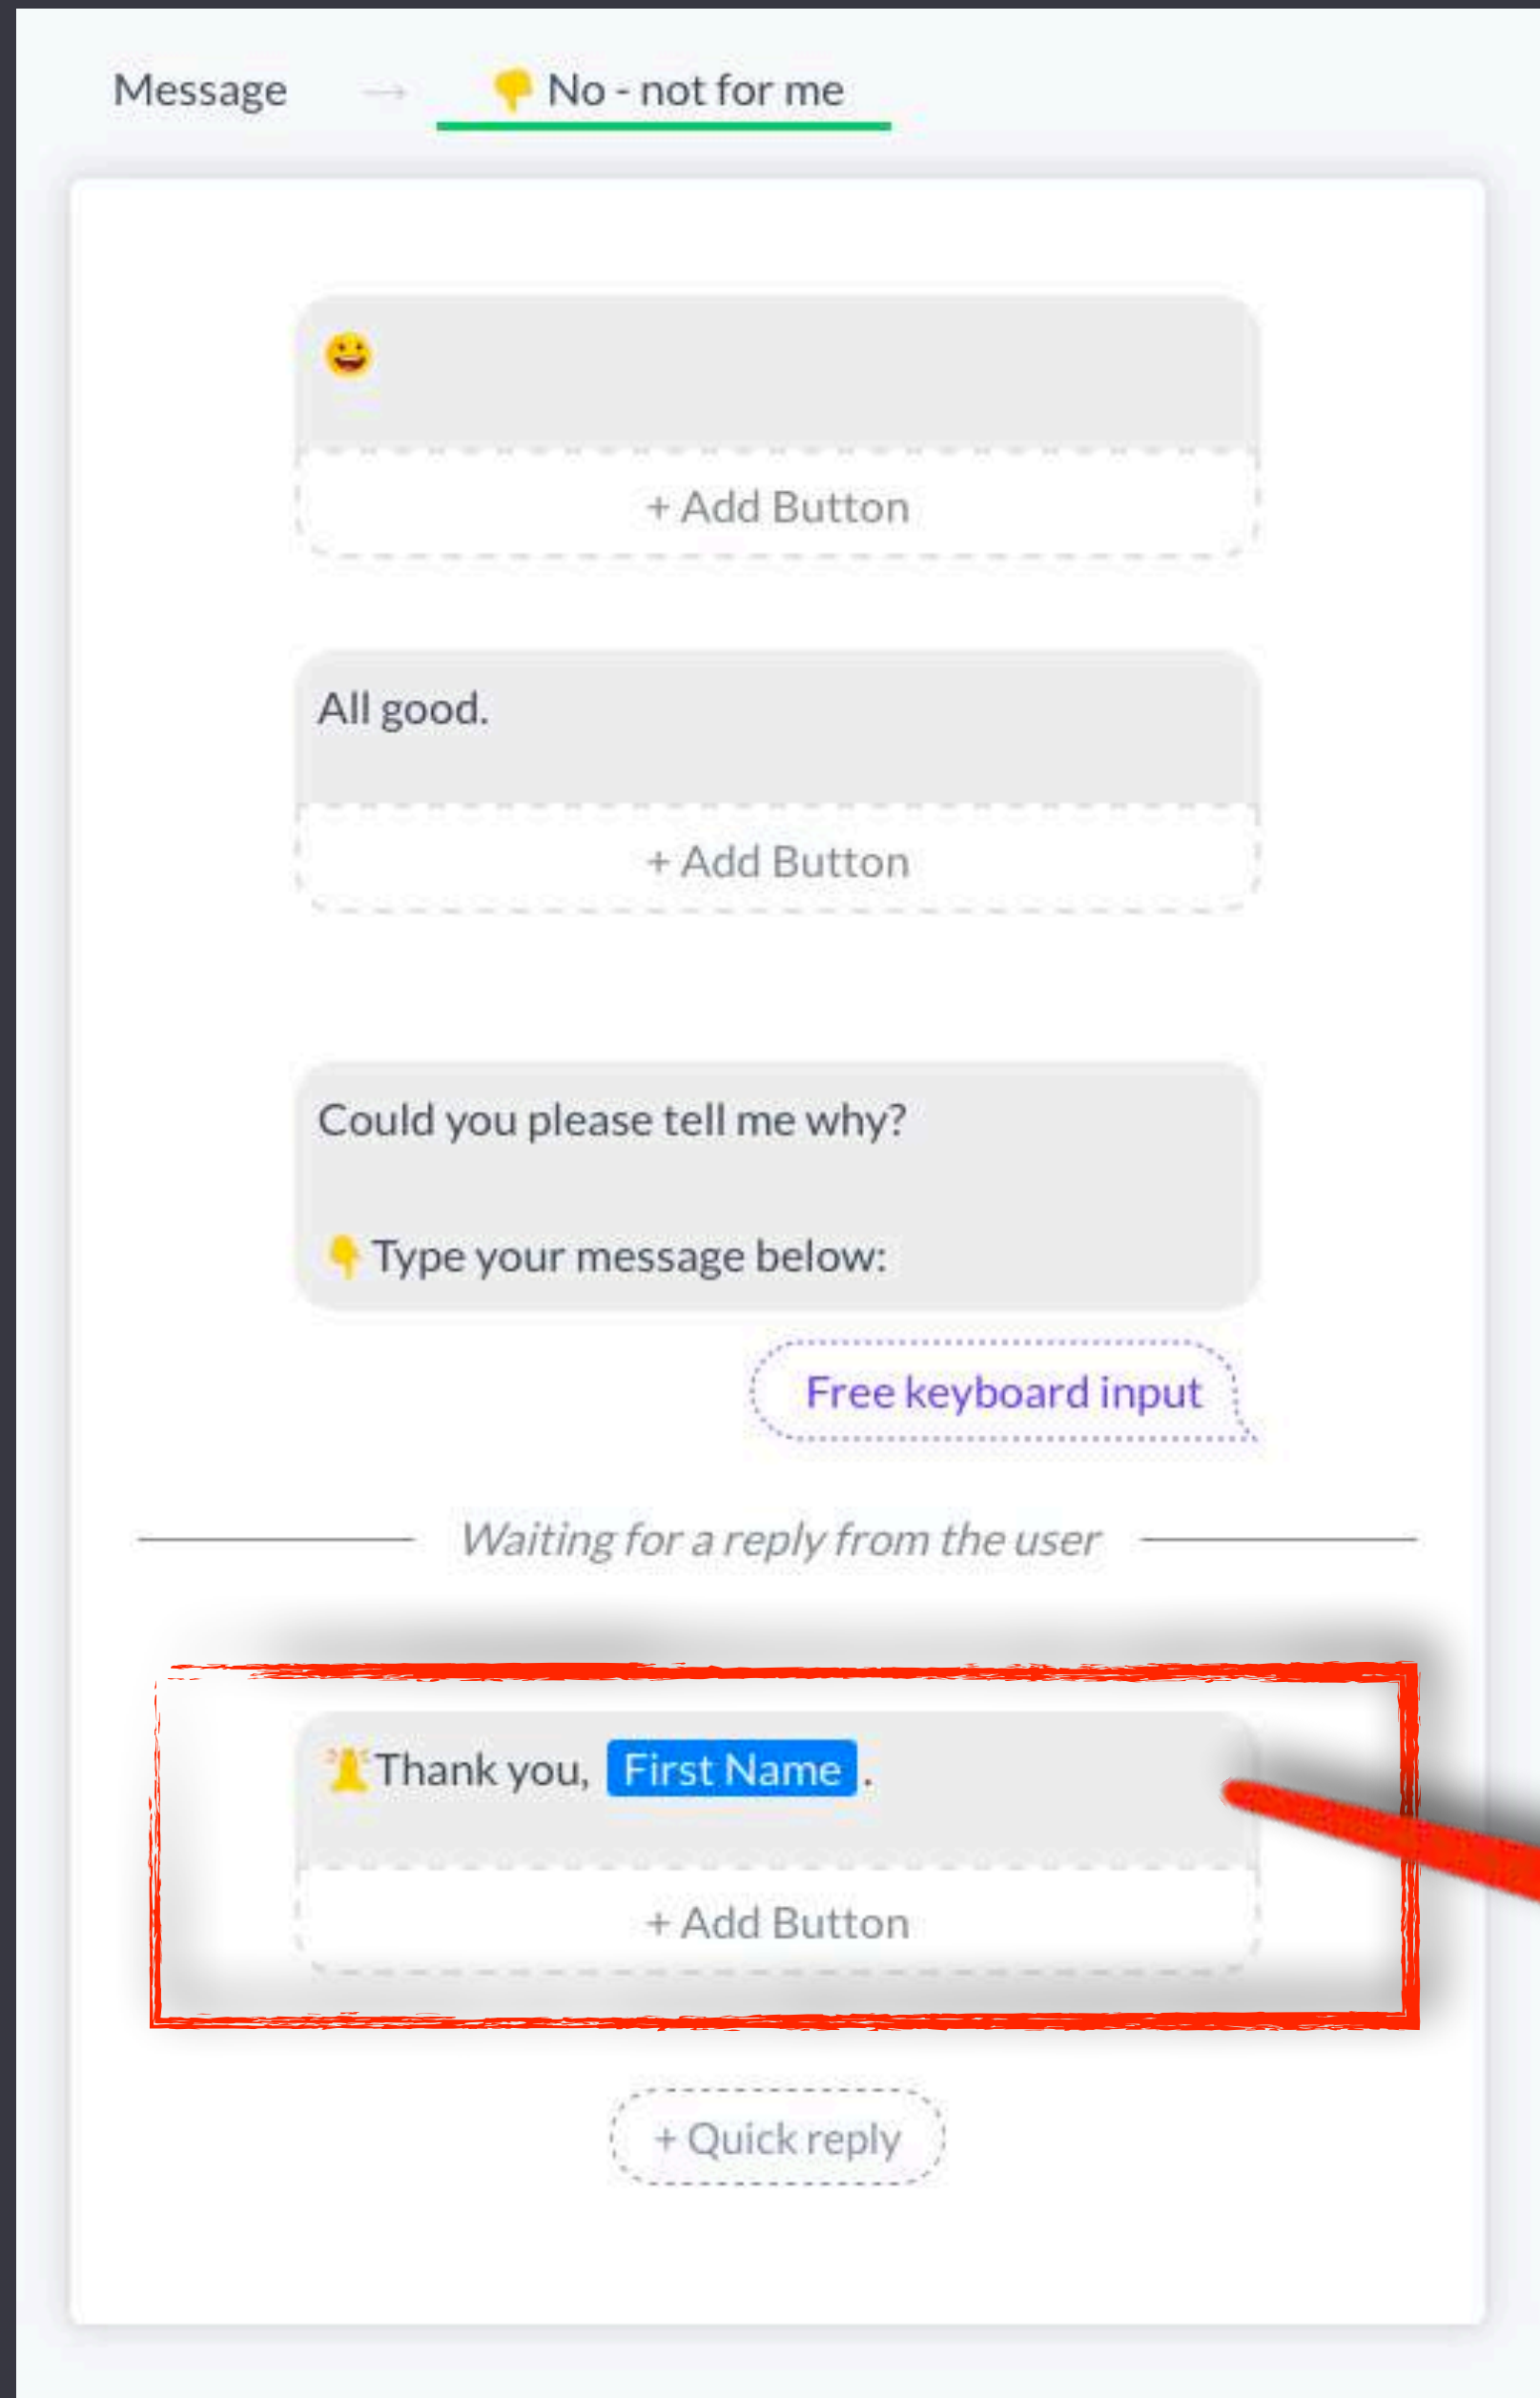 Message → 👎 No - not for me
😀
+ Add Button
All good.
+ Add Button
Could you please tell me why?
👇 Type your message below:
Free keyboard input
Waiting for a reply from the user
🙏Thank you, First Name .
+ Add Button
+ Quick reply